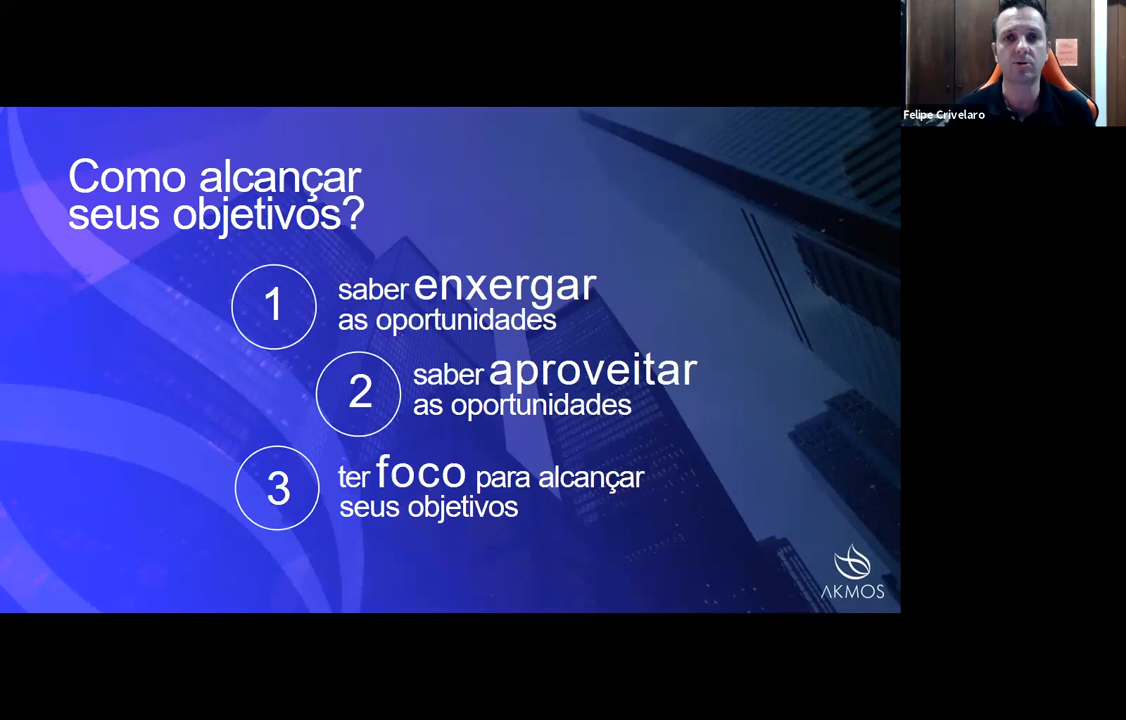 Felipe Crivelaro
Como alcançar
seus objetivos?
1
saber enxergar
as oportunidades
2
saber aproveitar
as oportunidades
3
ter foco para alcançar
seus objetivos
AKMOS